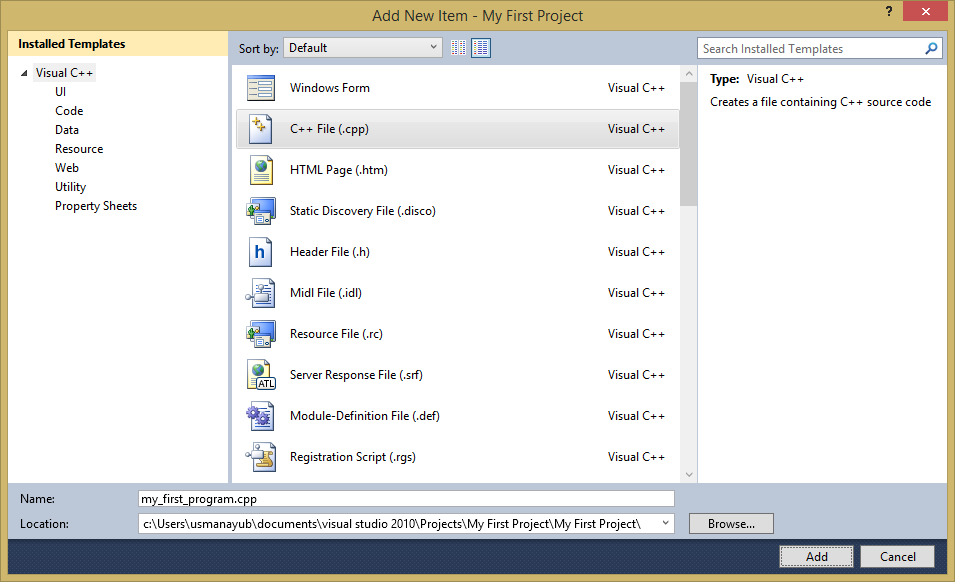 Add New Item - My First Project
?
Installed Templates
Sort by: Default
Search Installed Templates
Visual C++
UI
Code
Data
Resource
Web
Utility
Property Sheets
Windows Form Visual C++
C++ File (.cpp) Visual C++
HTML Page (.htm) Visual C++
Static Discovery File (.disco) Visual C++
h Header File (.h) Visual C++
Midl File (.idl) Visual C++
Resource File (.rc) Visual C++
ATL Server Response File (.srf) Visual C++
Module-Definition File (.def) Visual C++
Registration Script (.rgs) Visual C++
Type: Visual C++
Creates a file containing C++ source code
Name: my_first_program.cpp
Location: c:\Users\usmanayub\documents\visual studio 2010\Projects\My First Project\My First Project\
Browse...
Add Cancel